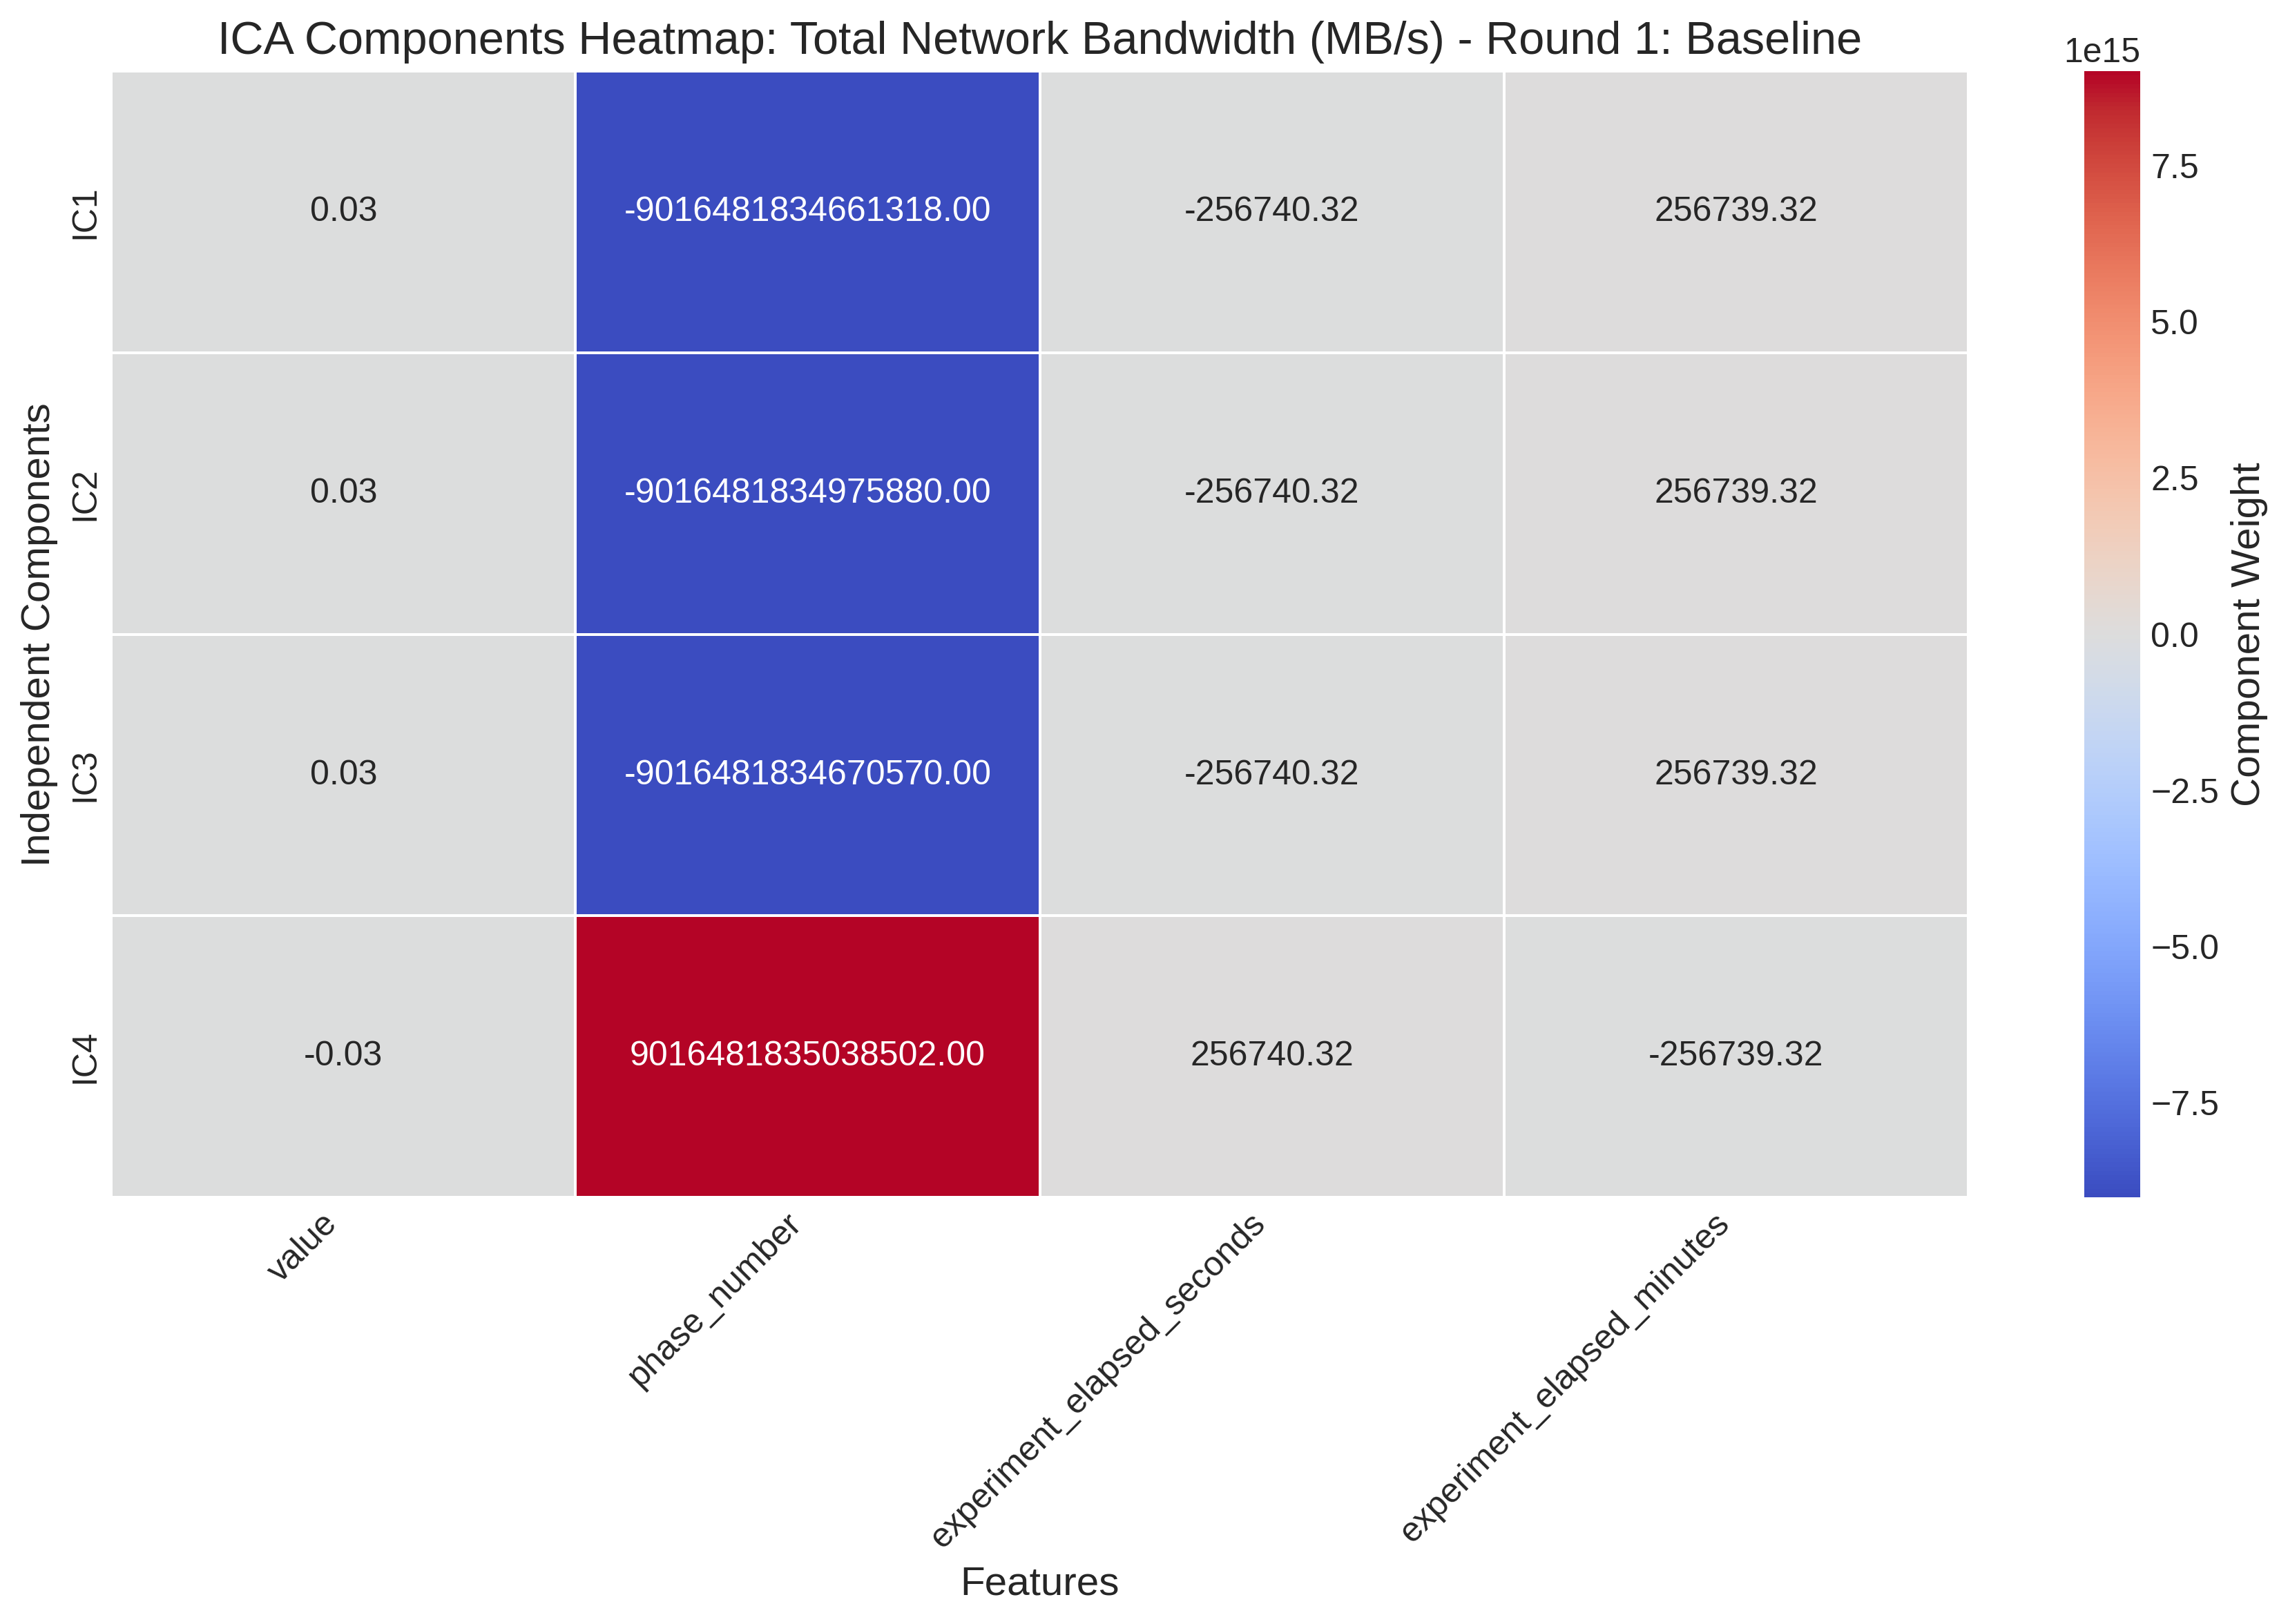 ICA Components Heatmap: Total Network Bandwidth (MB/s) - Round 1: Baseline
1e15
Independent Components
IC1
0.03
-9016481834661318.00
-256740.32
256739.32
IC2
0.03
-9016481834975880.00
-256740.32
256739.32
IC3
0.03
-9016481834670570.00
-256740.32
256739.32
IC4
-0.03
9016481835038502.00
256740.32
-256739.32
value
phase_number
experiment_elapsed_seconds
experiment_elapsed_minutes
Features
7.5
5.0
2.5
0.0
−2.5
−5.0
−7.5
Component Weight